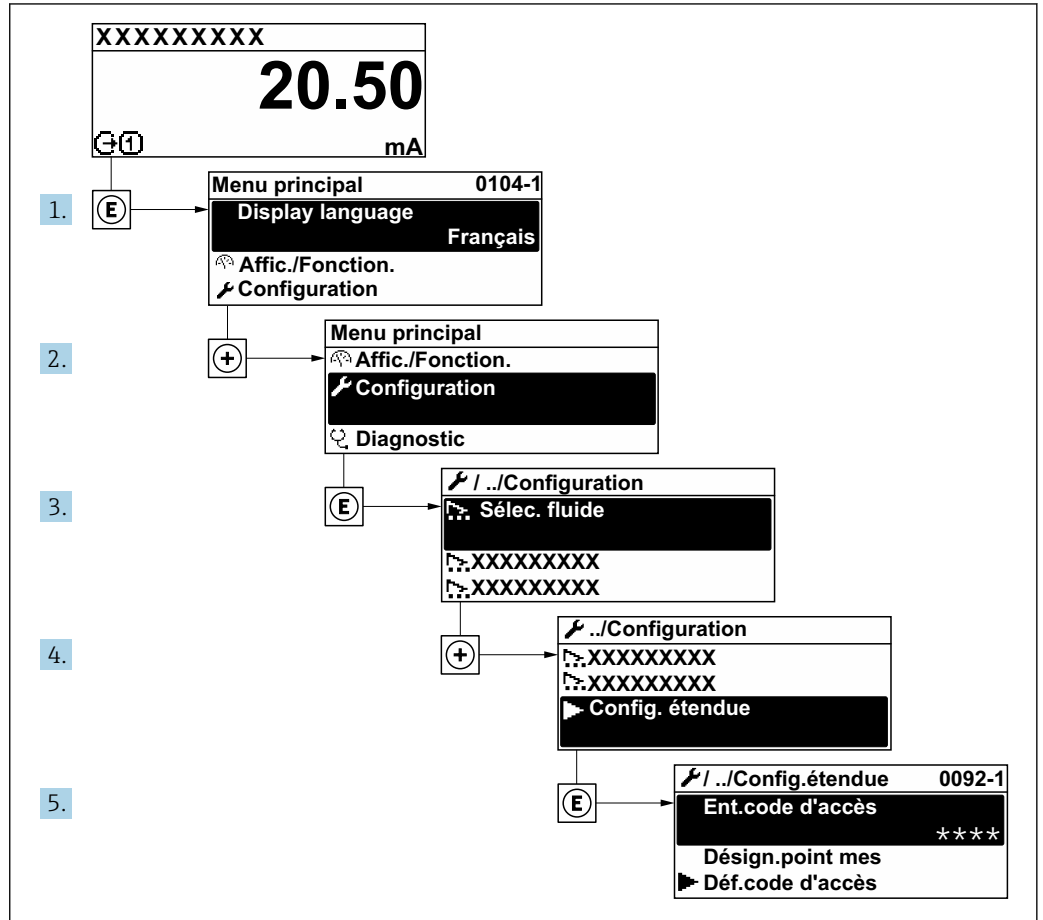 XXXXXXXXX
20.50
mA
1.
E
Menu principal 0104-1
Display language
Français
Affic./Fonction.
Configuration
2.
+
Menu principal
Affic./Fonction.
Configuration
Diagnostic
3.
E
/ ../Configuration
Sélec. fluide
XXXXXXXXX
XXXXXXXXX
4.
+
../Configuration
XXXXXXXXX
XXXXXXXXX
Config. étendue
5.
E
/ ../Config.étendue 0092-1
Ent.code d'accès
****
Désign.point mes
Déf.code d'accès